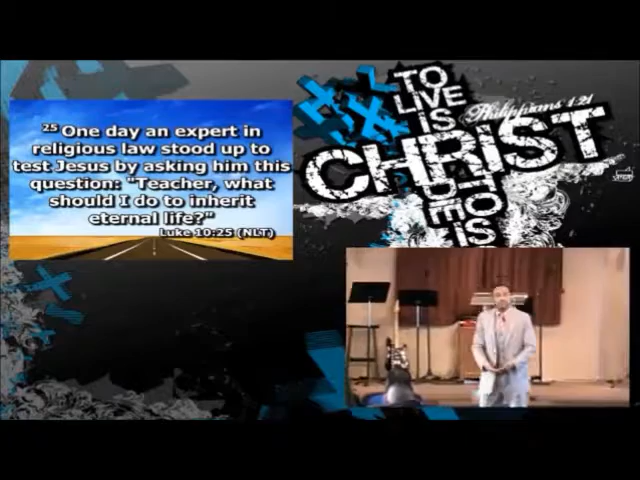 25 One day an expert in
religious law stood up to
test Jesus by asking him this
question: "Teacher, what
should I do to inherit
eternal life?"
Luke 10:25 (NLT)
TO
LIVE
IS
Philippians 1:21
CHRIST
TO
DIE
IS